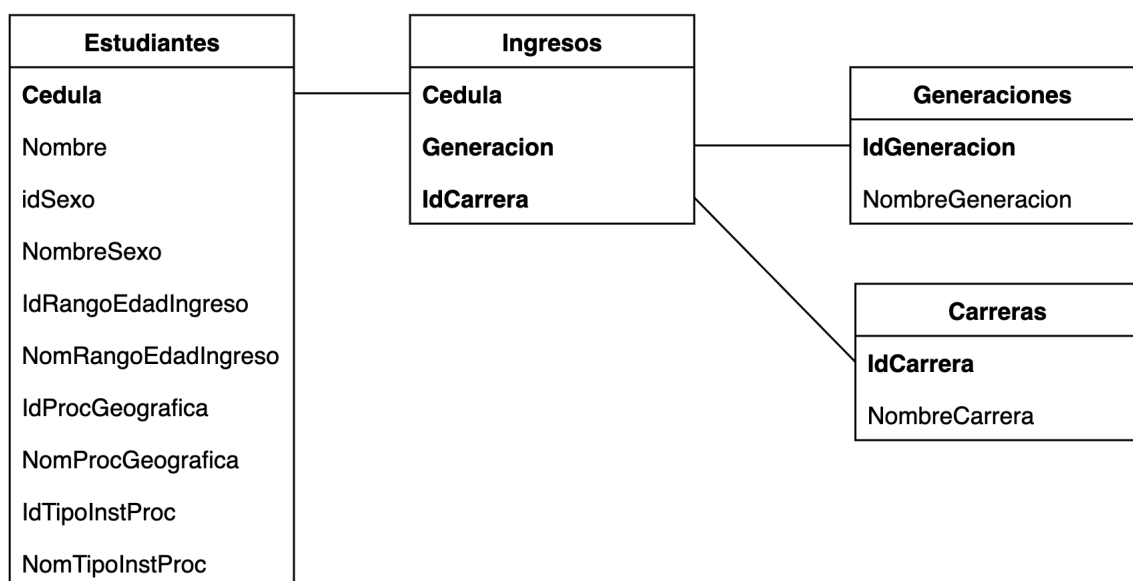 Estudiantes
Cedula
Nombre
idSexo
NombreSexo
IdRangoEdadIngreso
NomRangoEdadIngreso
IdProcGeografica
NomProcGeografica
IdTipoInstProc
NomTipoInstProc
Ingresos
Cedula
Generacion
IdCarrera
Generaciones
IdGeneracion
NombreGeneracion
Carreras
IdCarrera
NombreCarrera